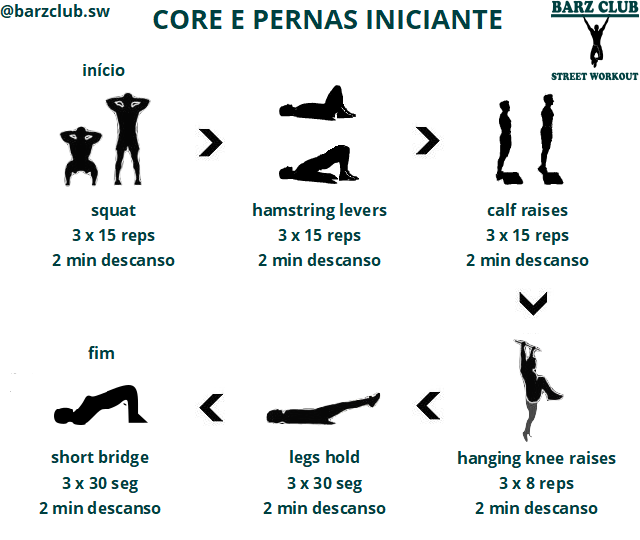 @barzclub.sw
CORE E PERNAS INICIANTE
BARZ CLUB
STREET WORKOUT
início
squat
3 x 15 reps
2 min descanso
hamstring levers
3 x 15 reps
2 min descanso
calf raises
3 x 15 reps
2 min descanso
hanging knee raises
3 x 8 reps
2 min descanso
legs hold
3 x 30 seg
2 min descanso
fim
short bridge
3 x 30 seg
2 min descanso